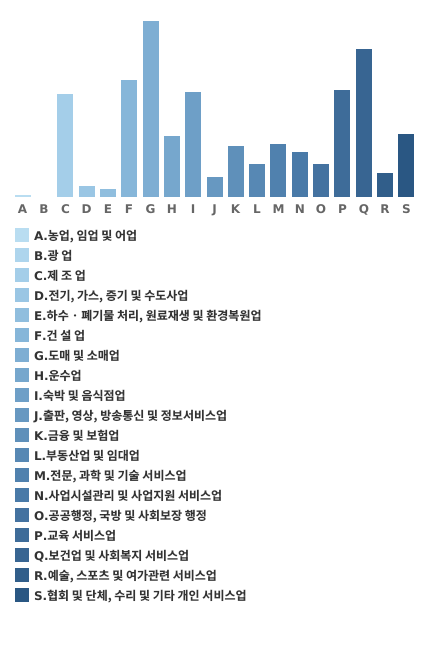 A B C D E F G H I J K L M N O P Q R S
A.농업, 임업 및 어업
B.광 업
C.제 조 업
D.전기, 가스, 증기 및 수도사업
E.하수 · 폐기물 처리, 원료재생 및 환경복원업
F.건 설 업
G.도매 및 소매업
H.운수업
I.숙박 및 음식점업
J.출판, 영상, 방송통신 및 정보서비스업
K.금융 및 보험업
L.부동산업 및 임대업
M.전문, 과학 및 기술 서비스업
N.사업시설관리 및 사업지원 서비스업
O.공공행정, 국방 및 사회보장 행정
P.교육 서비스업
Q.보건업 및 사회복지 서비스업
R.예술, 스포츠 및 여가관련 서비스업
S.협회 및 단체, 수리 및 기타 개인 서비스업